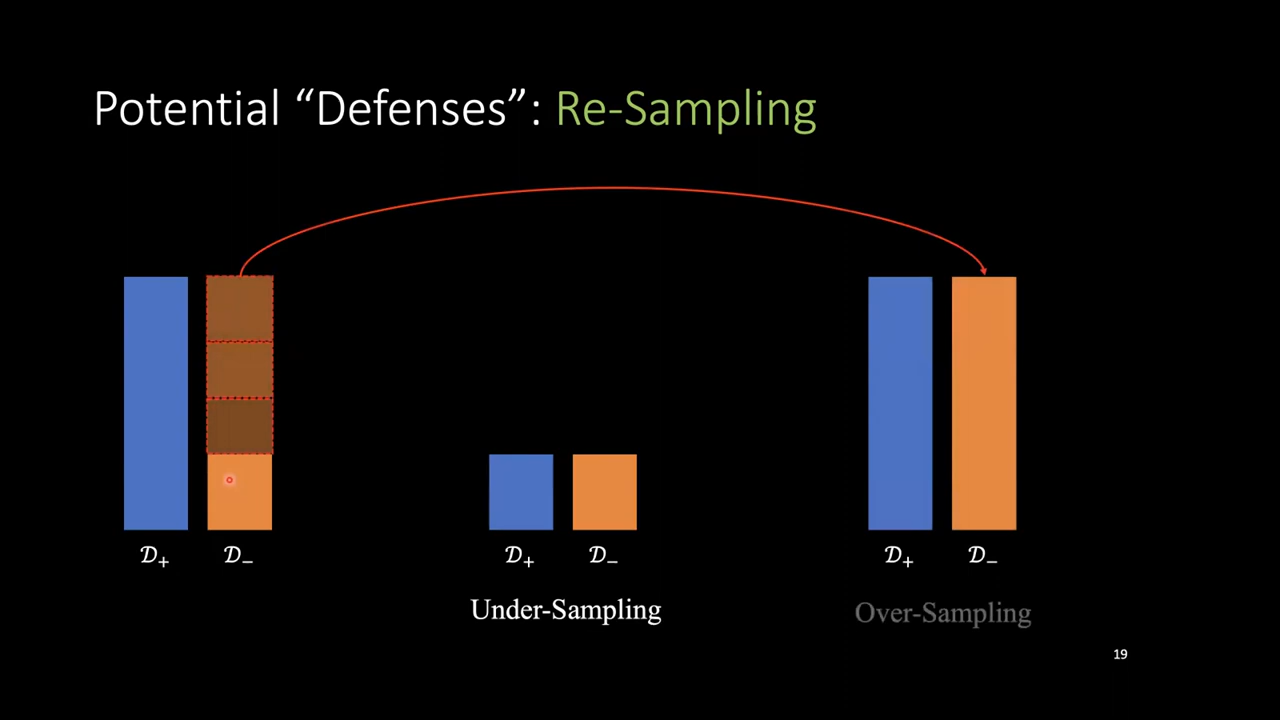 Potential “Defenses”: Re-Sampling
𝒟₊ 𝒟₋ 𝒟₊ 𝒟₋ 𝒟₊ 𝒟₋
Under-Sampling Over-Sampling
19